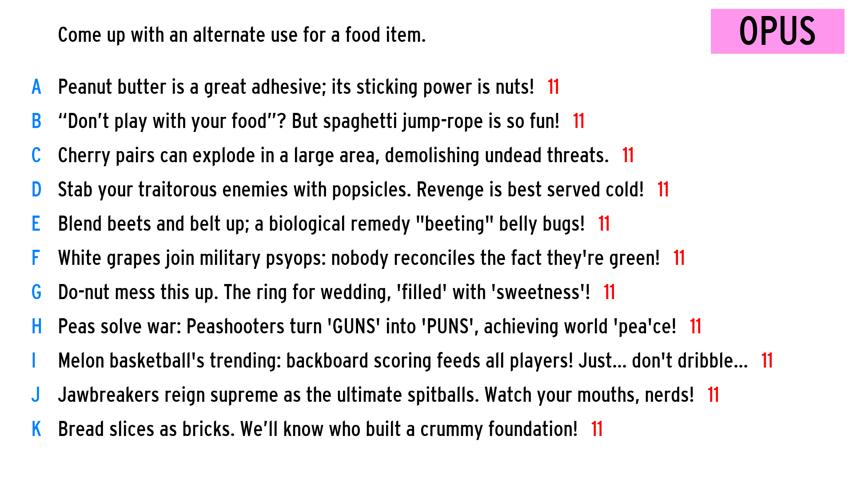 Come up with an alternate use for a food item.
OPUS
A Peanut butter is a great adhesive; its sticking power is nuts! 11
B “Don’t play with your food”? But spaghetti jump-rope is so fun! 11
C Cherry pairs can explode in a large area, demolishing undead threats. 11
D Stab your traitorous enemies with popsicles. Revenge is best served cold! 11
E Blend beets and belt up; a biological remedy "beeting" belly bugs! 11
F White grapes join military psyops: nobody reconciles the fact they're green! 11
G Do-nut mess this up. The ring for wedding, 'filled' with 'sweetness'! 11
H Peas solve war: Peashooters turn 'GUNS' into 'PUNS', achieving world 'pea'ce! 11
I Melon basketball's trending: backboard scoring feeds all players! Just... don't dribble... 11
J Jawbreakers reign supreme as the ultimate spitballs. Watch your mouths, nerds! 11
K Bread slices as bricks. We’ll know who built a crummy foundation! 11